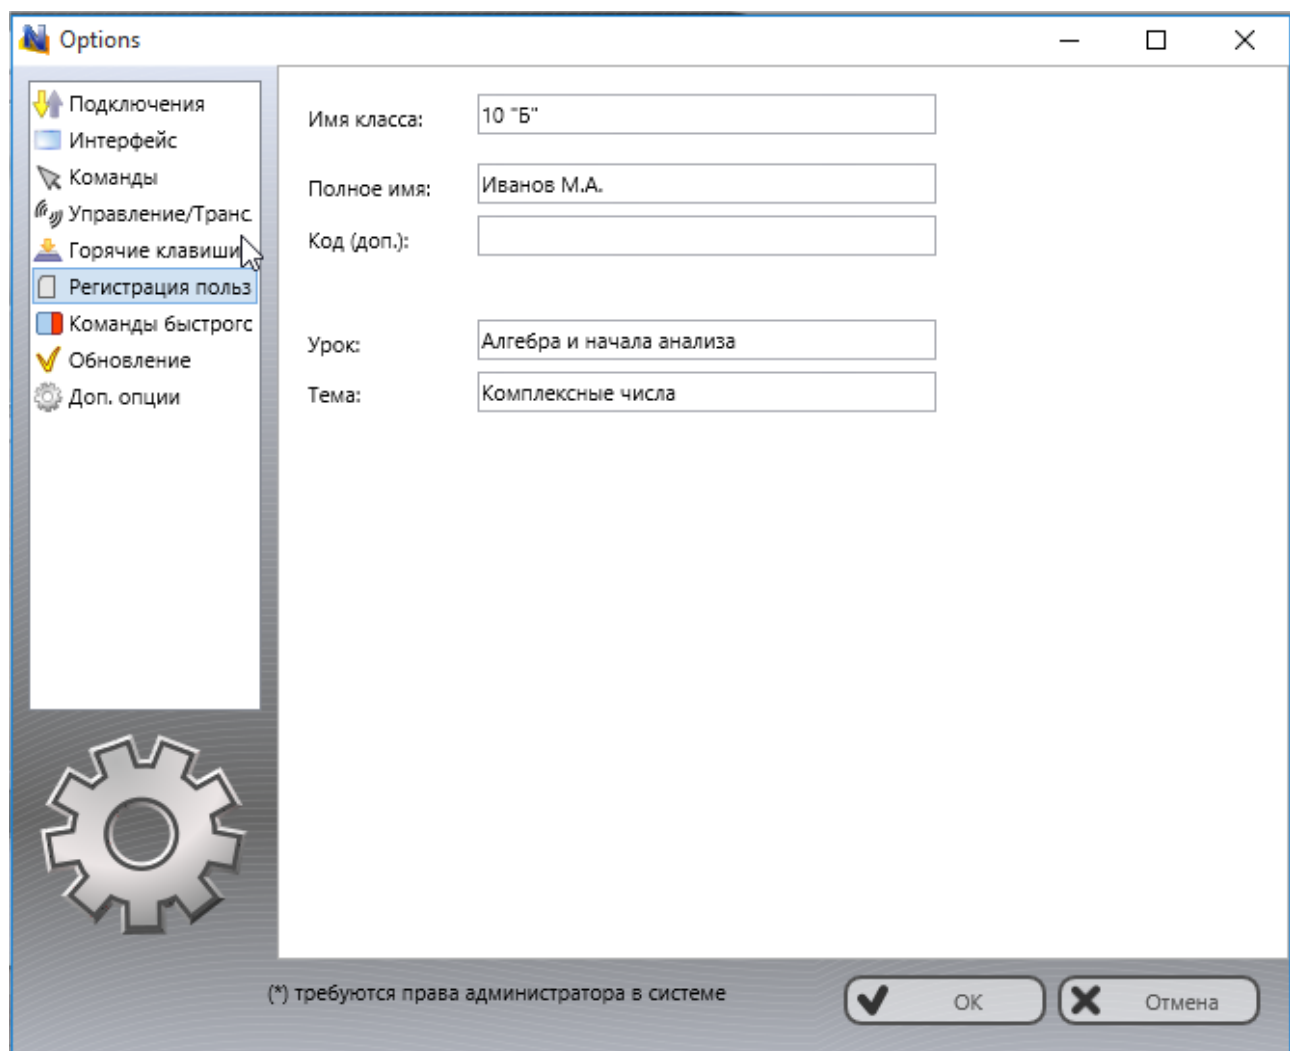 Options
Подключения
Интерфейс
Команды
Управление/Транс
Горячие клавиши
Регистрация польз
Команды быстрого
Обновление
Доп. опции
Имя класса: 10 "Б"
Полное имя: Иванов М.А.
Код (доп.):
Урок: Алгебра и начала анализа
Тема: Комплексные числа
(*) требуются права администратора в системе
OK
Отмена